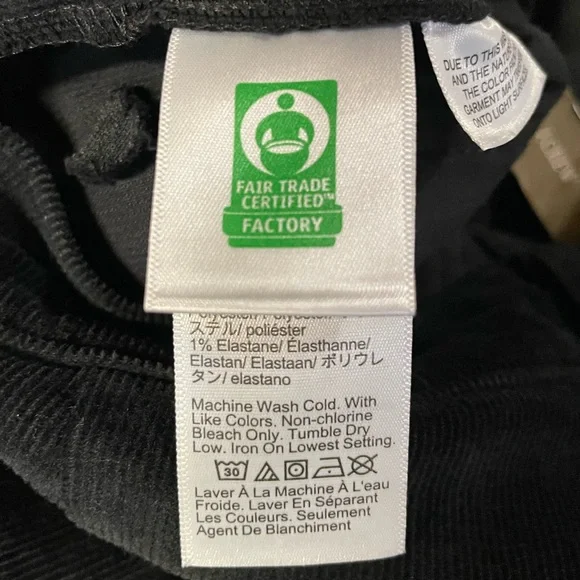 FAIR TRADE
CERTIFIED™
FACTORY
DUE TO THIS
AND THE NATU
THE COLOR
GARMENT MAY
ONTO LIGHT
ステル/ poliéster
1% Elastane/ Élasthanne/
Elastan/ Elastaan/ ポリウレ
タン/ elastano
Machine Wash Cold. With
Like Colors. Non-chlorine
Bleach Only. Tumble Dry
Low. Iron On Lowest Setting.
30
Laver À La Machine À L'eau
Froide. Laver En Séparant
Les Couleurs. Seulement
Agent De Blanchiment